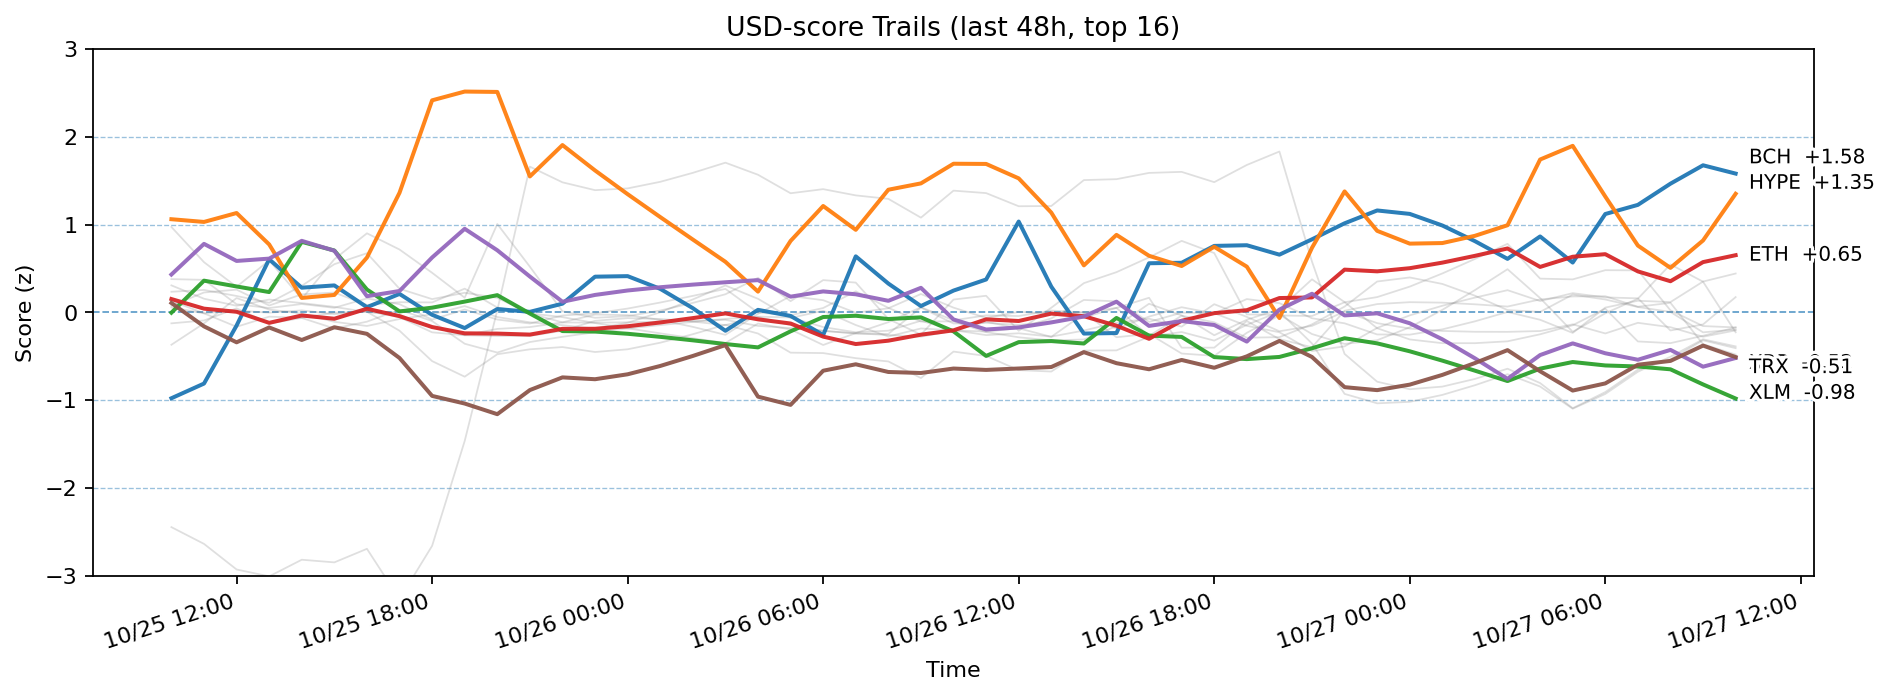 USD-score Trails (last 48h, top 16)
Score (z)
3
2
1
0
−1
−2
−3
BCH +1.58
HYPE +1.35
ETH +0.65
TRX -0.51
XLM -0.98
10/25 12:00
10/25 18:00
10/26 00:00
10/26 06:00
10/26 12:00
10/26 18:00
10/27 00:00
10/27 06:00
10/27 12:00
Time